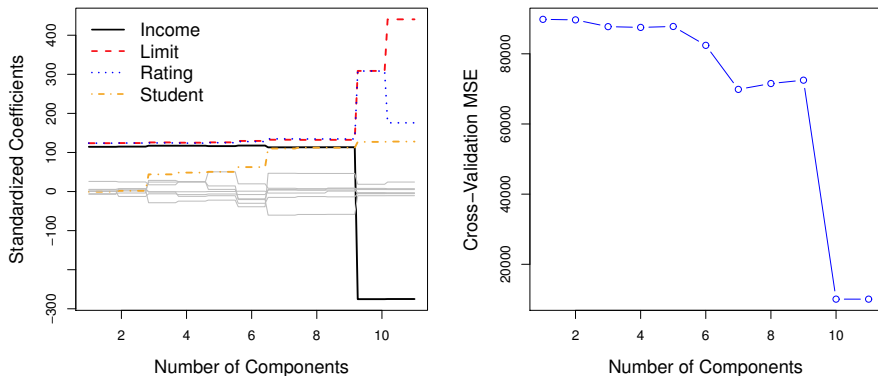 Standardized Coefficients
-300
-100
0
100
200
300
400
Income
Limit
Rating
Student
2
4
6
8
10
Number of Components
Cross−Validation MSE
20000
40000
60000
80000
2
4
6
8
10
Number of Components